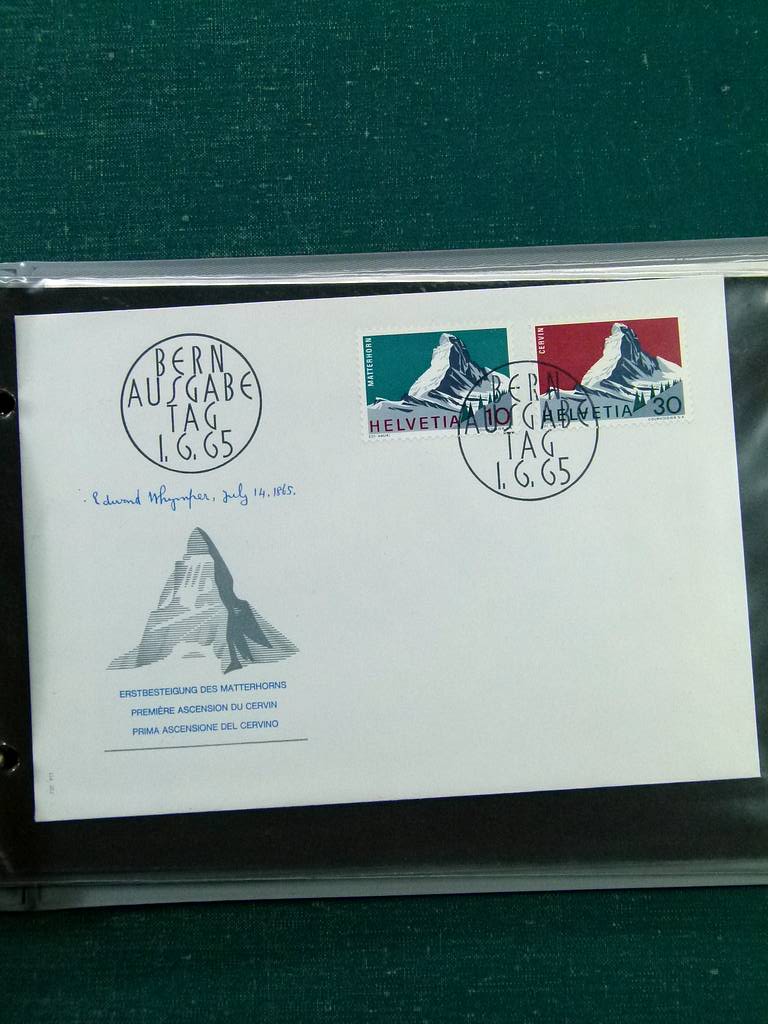 BERN
AUSGABE
TAG
1.6.65
MATTERHORN
HELVETIA 10
CERVIN
HELVETIA 30
BERN
AUSGABE
TAG
1.6.65
Edward Whymper, July 14. 1865.
ERSTBESTEIGUNG DES MATTERHORNS
PREMIÈRE ASCENSION DU CERVIN
PRIMA ASCENSIONE DEL CERVINO